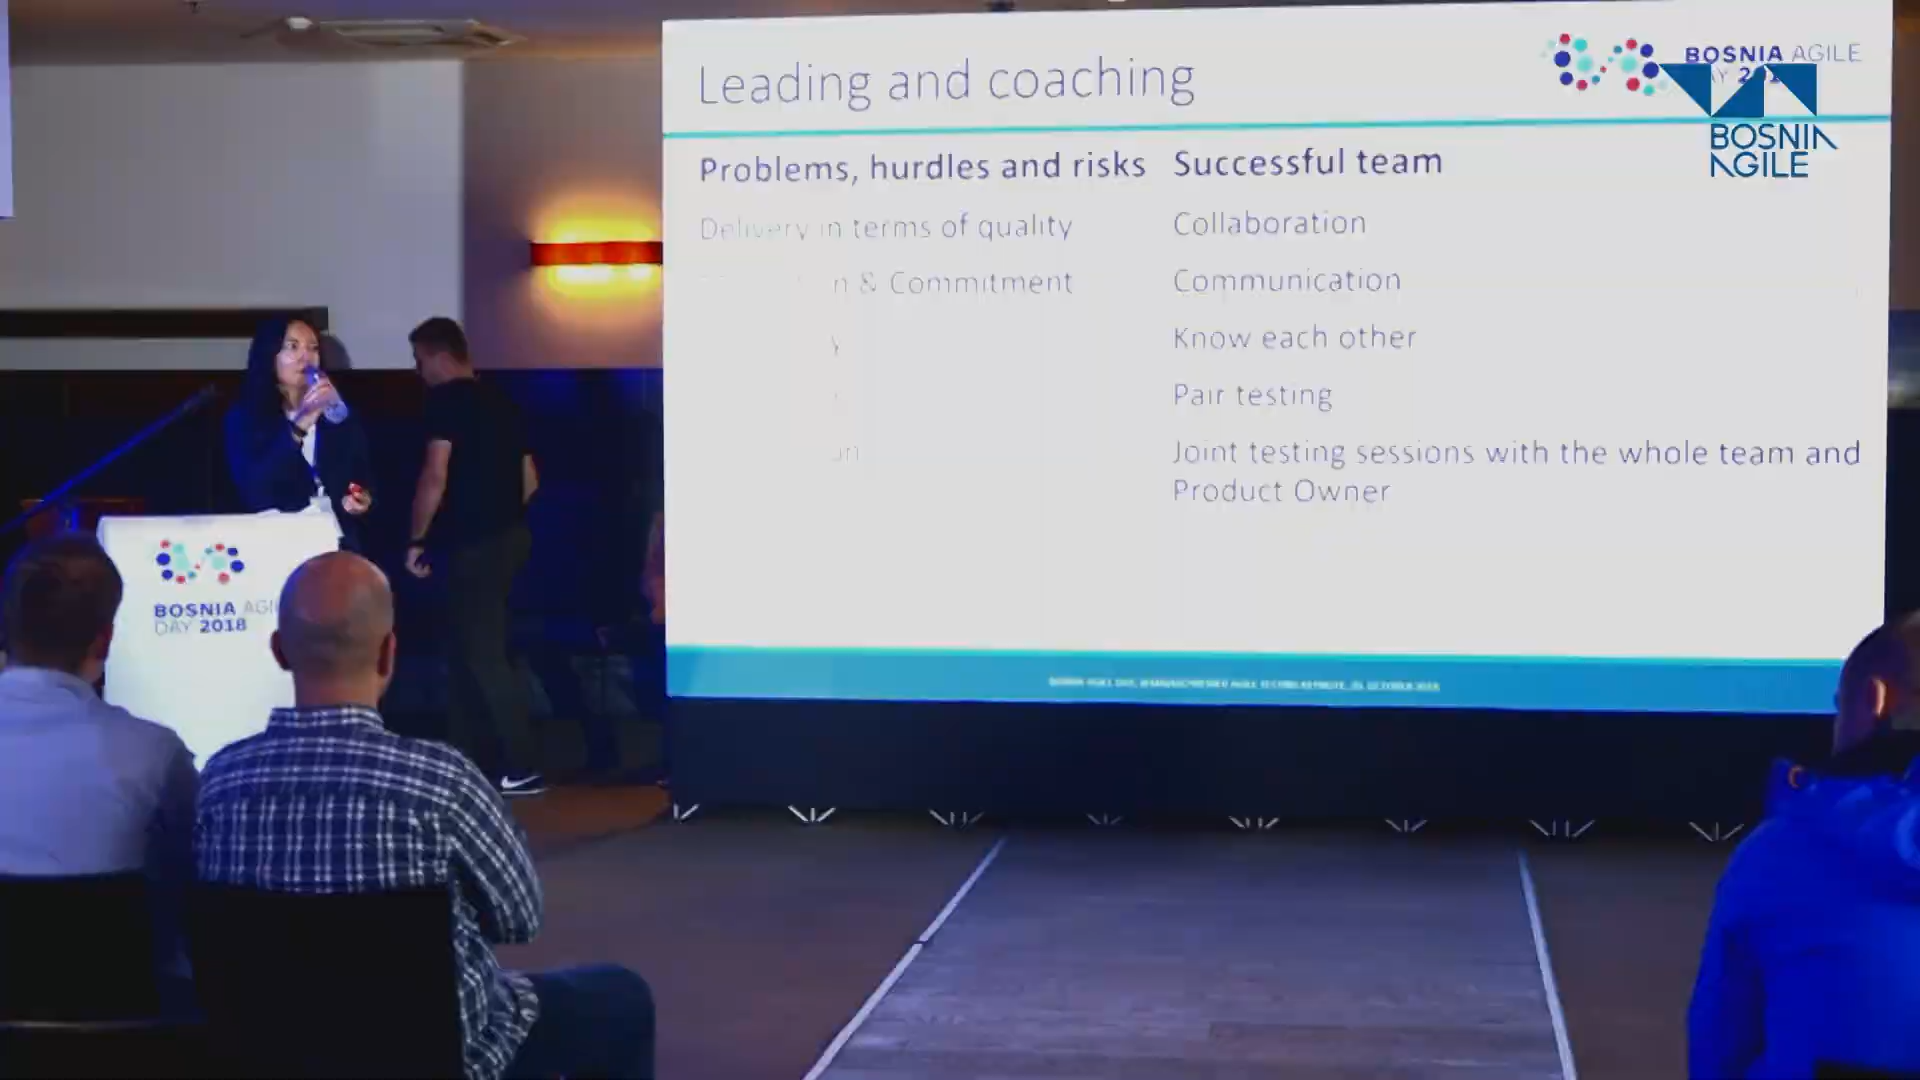 Leading and coaching
BOSNIA AGILE
BOSNIA
AGILE
Problems, hurdles and risks
Delivery in terms of quality
& Commitment
Successful team
Collaboration
Communication
Know each other
Pair testing
Joint testing sessions with the whole team and
Product Owner
BOSNIA
DAY 2018